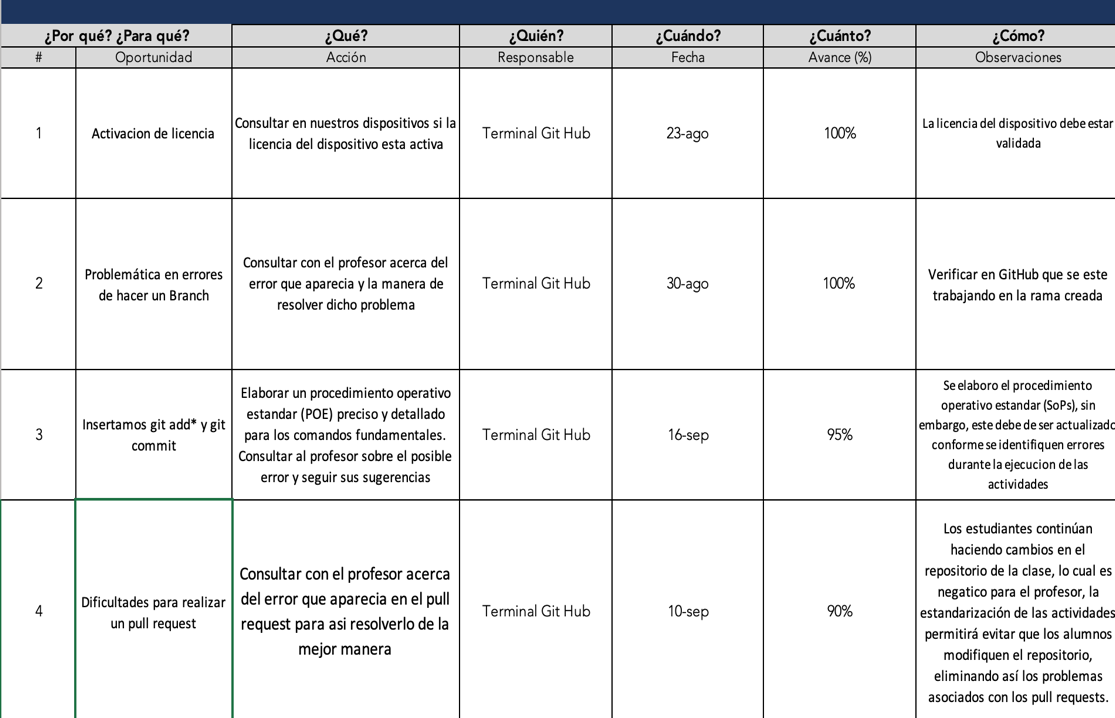 ¿Por qué? ¿Para qué?
¿Qué?
¿Quién?
¿Cuándo?
¿Cuánto?
¿Cómo?
#
Oportunidad
Acción
Responsable
Fecha
Avance (%)
Observaciones
1
Activacion de licencia
Consultar en nuestros dispositivos si la
licencia del dispositivo esta activa
Terminal Git Hub
23-ago
100%
La licencia del dispositivo debe estar
validada
2
Problemática en errores
de hacer un Branch
Consultar con el profesor acerca del
error que aparecia y la manera de
resolver dicho problema
Terminal Git Hub
30-ago
100%
Verificar en GitHub que se este
trabajando en la rama creada
3
Insertamos git add* y git
commit
Elaborar un procedimiento operativo
estandar (POE) preciso y detallado
para los comandos fundamentales.
Consultar al profesor sobre el posible
error y seguir sus sugerencias
Terminal Git Hub
16-sep
95%
Se elaboro el procedimiento
operativo estandar (SoPs), sin
embargo, este debe de ser actualizado
conforme se identifiquen errores
durante la ejecucion de las
actividades
4
Dificultades para realizar
un pull request
Consultar con el profesor acerca
del error que aparecia en el pull
request para asi resolverlo de la
mejor manera
Terminal Git Hub
10-sep
90%
Los estudiantes continúan
haciendo cambios en el
repositorio de la clase, lo cual es
negatico para el profesor, la
estandarización de las actividades
permitirá evitar que los alumnos
modifiquen el repositorio,
eliminando así los problemas
asociados con los pull requests.